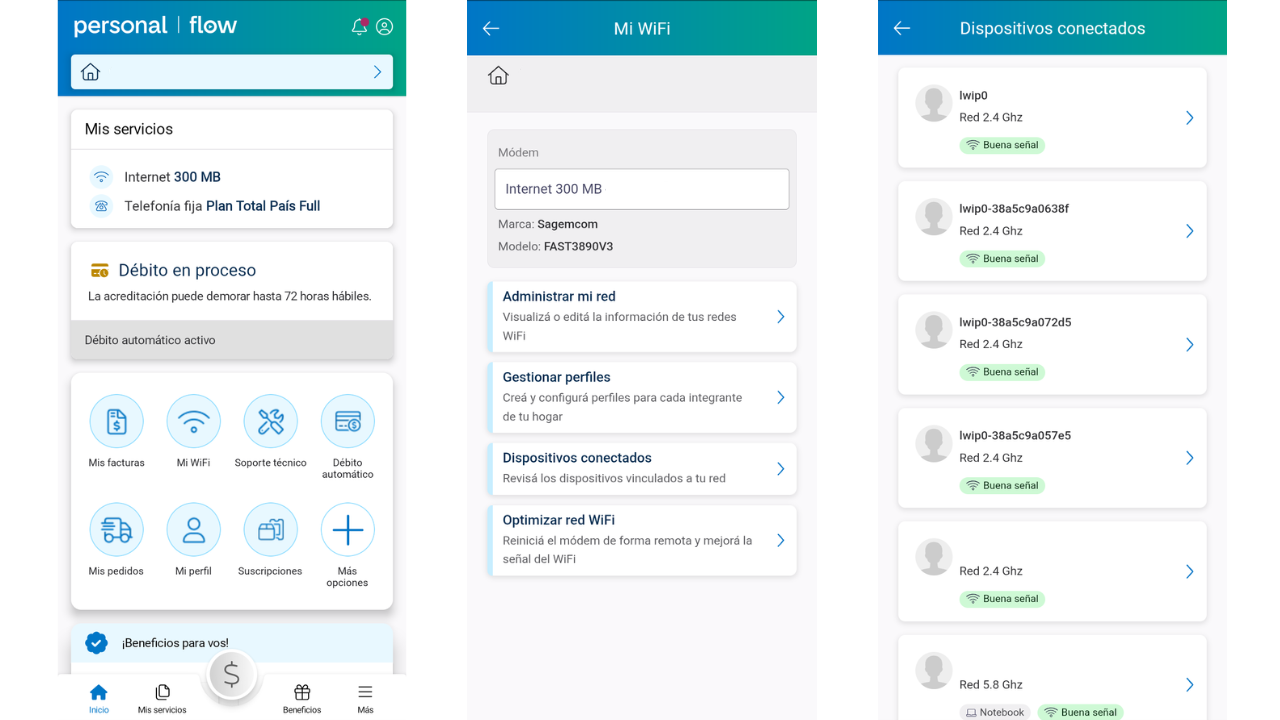 personal | flow
Mis servicios
Internet 300 MB
Telefonía fija Plan Total País Full
Débito en proceso
La acreditación puede demorar hasta 72 horas hábiles.
Débito automático activo
Mis facturas
Mi WiFi
Soporte técnico
Débito
automático
Mis pedidos
Mi perfil
Suscripciones
Más
opciones
¡Beneficios para vos!
$
Inicio
Mis servicios
Beneficios
Más
Mi WiFi
Módem
Internet 300 MB
Marca: Sagemcom
Modelo: FAST3890V3
Administrar mi red
Visualizá o editá la información de tus redes
WiFi
Gestionar perfiles
Creá y configurá perfiles para cada integrante
de tu hogar
Dispositivos conectados
Revisá los dispositivos vinculados a tu red
Optimizar red WiFi
Reiniciá el módem de forma remota y mejorá la
señal del WiFi
Dispositivos conectados
lwip0
Red 2.4 Ghz
Buena señal
lwip0-38a5c9a0638f
Red 2.4 Ghz
Buena señal
lwip0-38a5c9a072d5
Red 2.4 Ghz
Buena señal
lwip0-38a5c9a057e5
Red 2.4 Ghz
Buena señal
Red 2.4 Ghz
Buena señal
Red 5.8 Ghz
Notebook
Buena señal